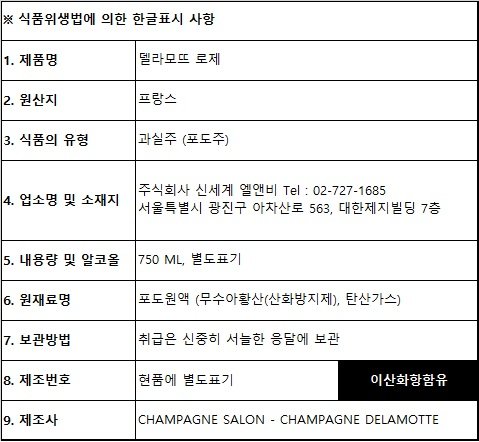 ※ 식품위생법에 의한 한글표시 사항
1. 제품명 델라모뜨 로제
2. 원산지 프랑스
3. 식품의 유형 과실주 (포도주)
4. 업소명 및 소재지 주식회사 신세계 엘앤비 Tel : 02-727-1685
서울특별시 광진구 아차산로 563, 대한제지빌딩 7층
5. 내용량 및 알코올 750 ML, 별도표기
6. 원재료명 포도원액 (무수아황산(산화방지제), 탄산가스)
7. 보관방법 취급은 신중히 서늘한 응달에 보관
8. 제조번호 현품에 별도표기 이산화항함유
9. 제조사 CHAMPAGNE SALON - CHAMPAGNE DELAMOTTE